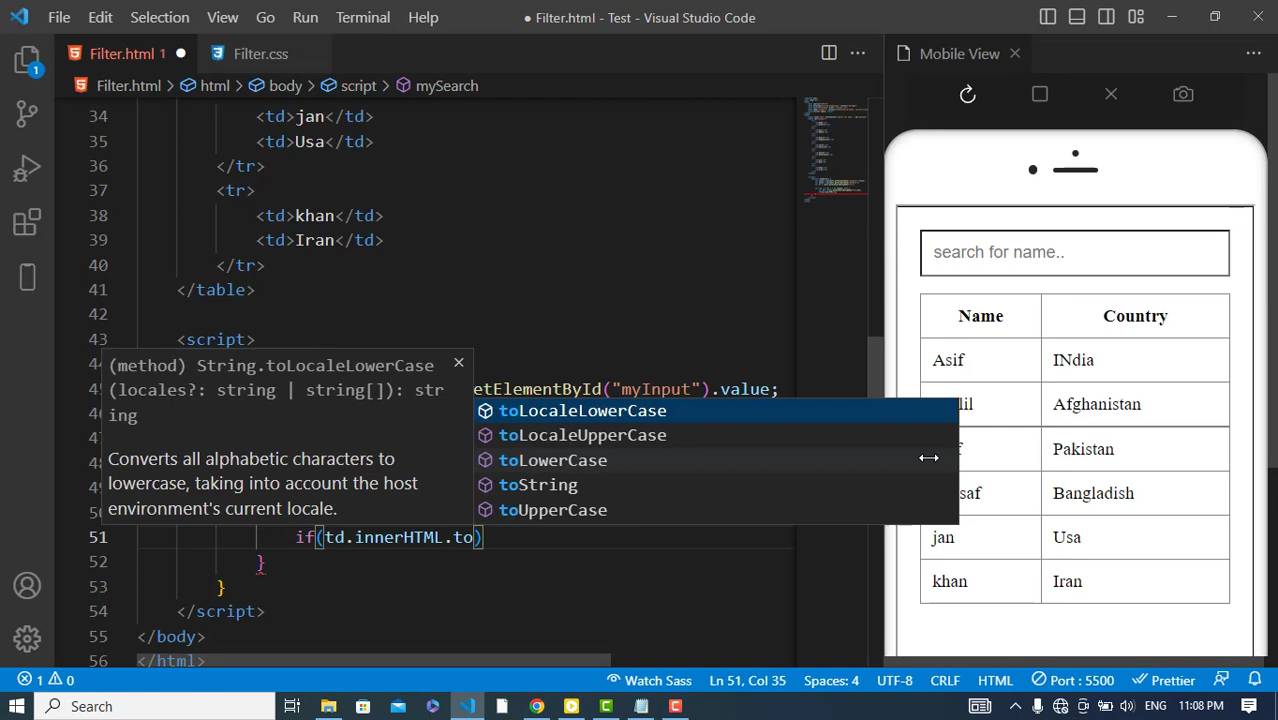 File Edit Selection View Go Run Terminal Help ● Filter.html - Test - Visual Studio Code
Filter.html 1 ● Filter.css Mobile View
Filter.html > html > body > script > mySearch
34 <td>jan</td>
35 <td>Usa</td>
36 </tr>
37 <tr>
38 <td>khan</td>
39 <td>Iran</td>
40 </tr>
41 </table>
42
43 <script>
(method) String.toLocaleLowerCase
(locales?: string | string[]): str
ing
Converts all alphabetic characters to
lowercase, taking into account the host
environment's current locale.
etElementById("myInput").value;
toLocaleLowerCase
toLocaleUpperCase
toLowerCase
toString
toUpperCase
51 if(td.innerHTML.to)
52 }
53 }
54 </script>
55 </body>
56 </html>
search for name..
Name Country
Asif INdia
lil Afghanistan
Pakistan
saf Bangladish
jan Usa
khan Iran
1 0 Watch Sass Ln 51, Col 35 Spaces: 4 UTF-8 CRLF HTML Port : 5500 Prettier
Search ENG 11:08 PM